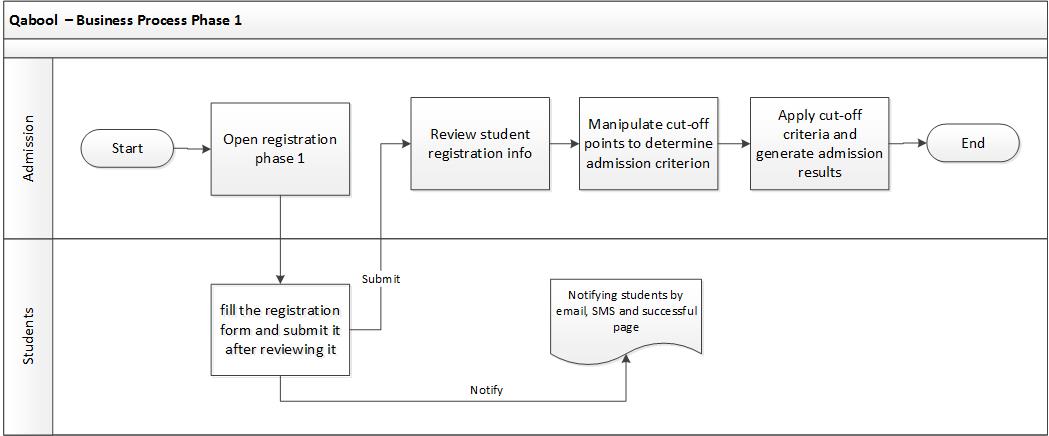 Qabool – Business Process Phase 1
Admission
Start
Open registration
phase 1
Review student
registration info
Manipulate cut-off
points to determine
admission criterion
Apply cut-off
criteria and
generate admission
results
End
Students
fill the registration
form and submit it
after reviewing it
Submit
Notifying students by
email, SMS and successful
page
Notify